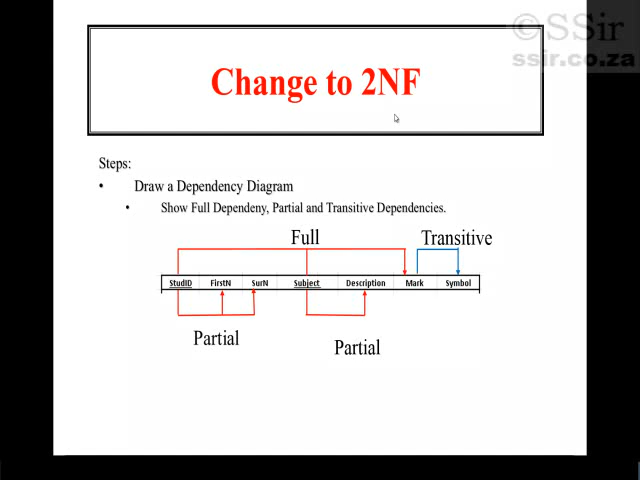 ©SSir
ssir.co.za
Change to 2NF
Steps:
• Draw a Dependency Diagram
• Show Full Dependeny, Partial and Transitive Dependencies.
Full Transitive
StudID FirstN SurN Subject Description Mark Symbol
Partial
Partial